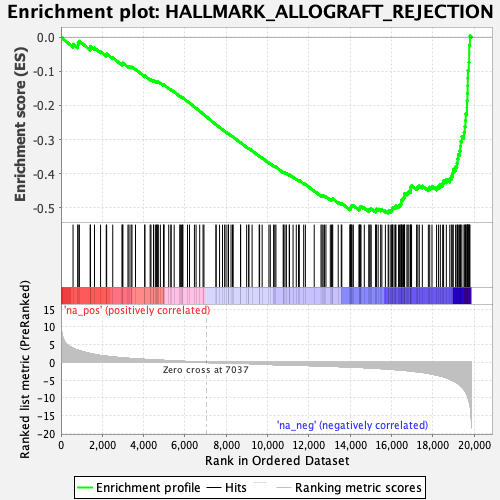 Enrichment plot: HALLMARK_ALLOGRAFT_REJECTION
Enrichment score (ES)
0.0
-0.1
-0.2
-0.3
-0.4
-0.5
'na_pos' (positively correlated)
Ranked list metric (PreRanked)
15
10
5
0
-5
-10
-15
-20
Zero cross at 7037
'na_neg' (negatively correlated)
0
2,000
4,000
6,000
8,000
10,000
12,000
14,000
16,000
18,000
20,000
Rank in Ordered Dataset
Enrichment profile
Hits
Ranking metric scores